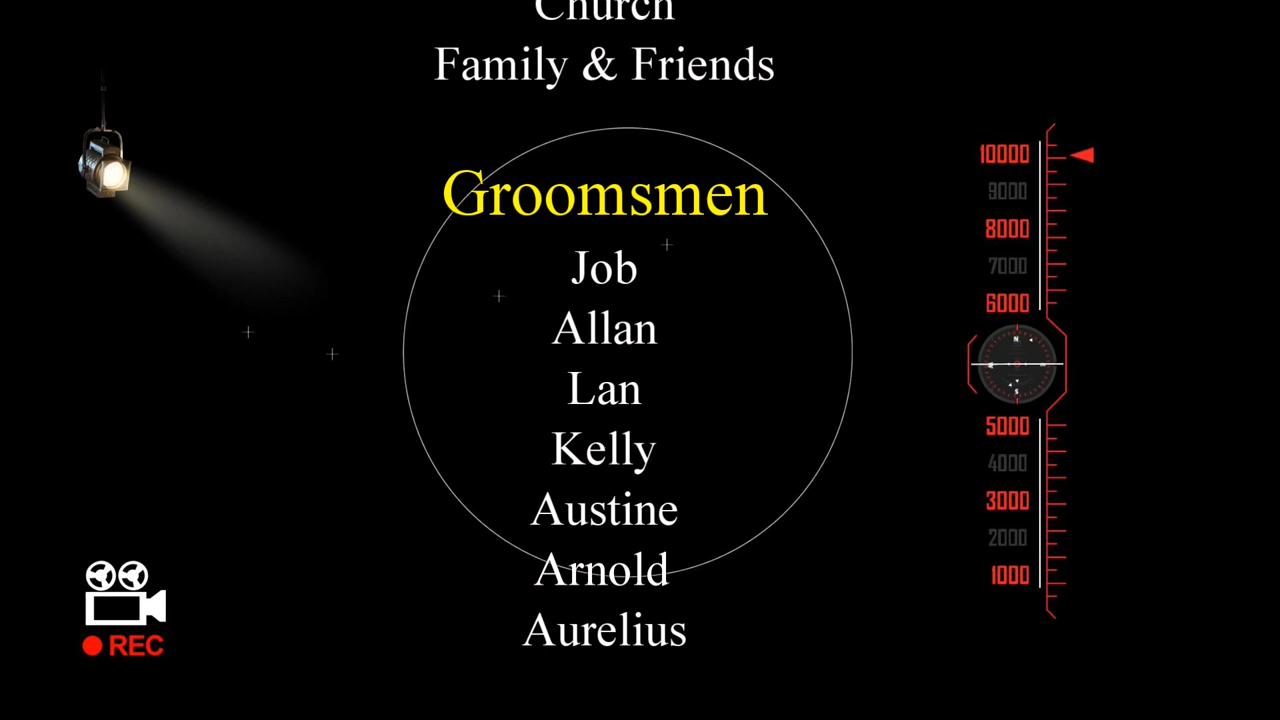 Church
Family & Friends
Groomsmen
Job
Allan
Lan
Kelly
Austine
Arnold
Aurelius
REC
10000
9000
8000
7000
6000
N
S
5000
4000
3000
2000
1000